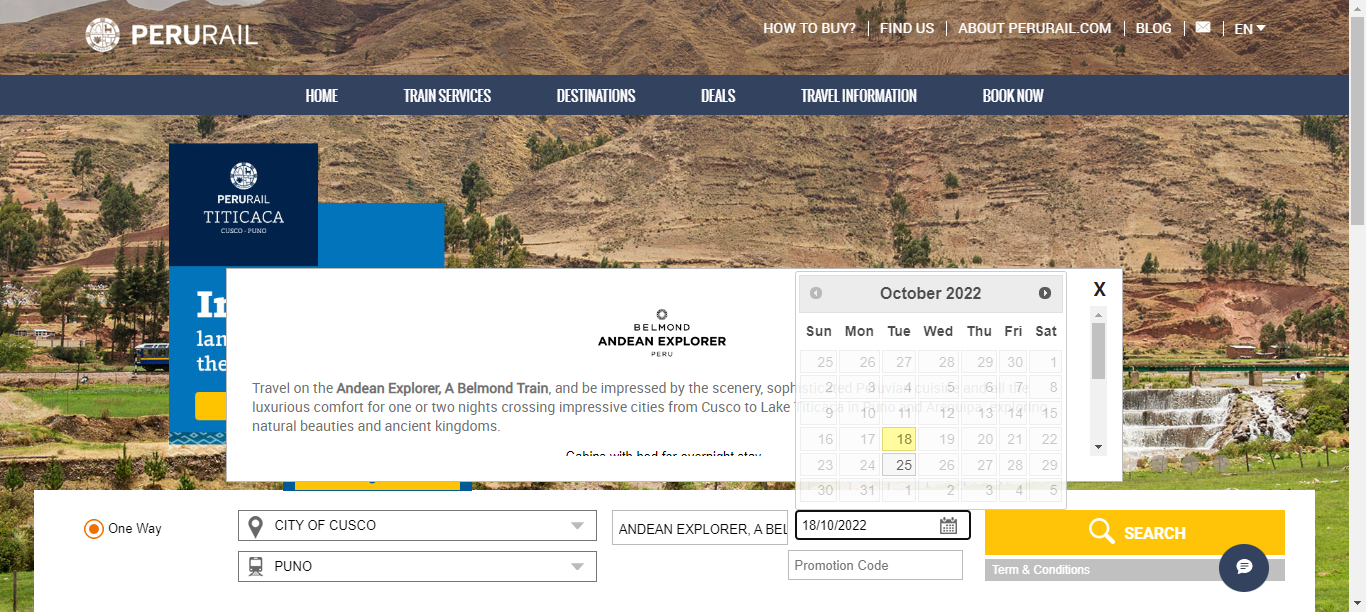 PERURAIL
HOW TO BUY?
FIND US
ABOUT PERURAIL.COM
BLOG
EN
HOME
TRAIN SERVICES
DESTINATIONS
DEALS
TRAVEL INFORMATION
BOOK NOW
PERURAIL
TITICACA
CUSCO - PUNO
In
lan
the
BELMOND
ANDEAN EXPLORER
PERU
Travel on the Andean Explorer, A Belmond Train, and be impressed by the scenery, sophisticated Peruvian cuisine and all the
luxurious comfort for one or two nights crossing impressive cities from Cusco to Lake Titicaca in Puno and Arequipa, exploring
natural beauties and ancient kingdoms.
Cabins with bed for overnight stay
X
October 2022
Sun Mon Tue Wed Thu Fri Sat
25 26 27 28 29 30 1
2 3 4 5 6 7 8
9 10 11 12 13 14 15
16 17 18 19 20 21 22
23 24 25 26 27 28 29
30 31 1 2 3 4 5
One Way
CITY OF CUSCO
PUNO
ANDEAN EXPLORER, A BEL
18/10/2022
Promotion Code
SEARCH
Term & Conditions